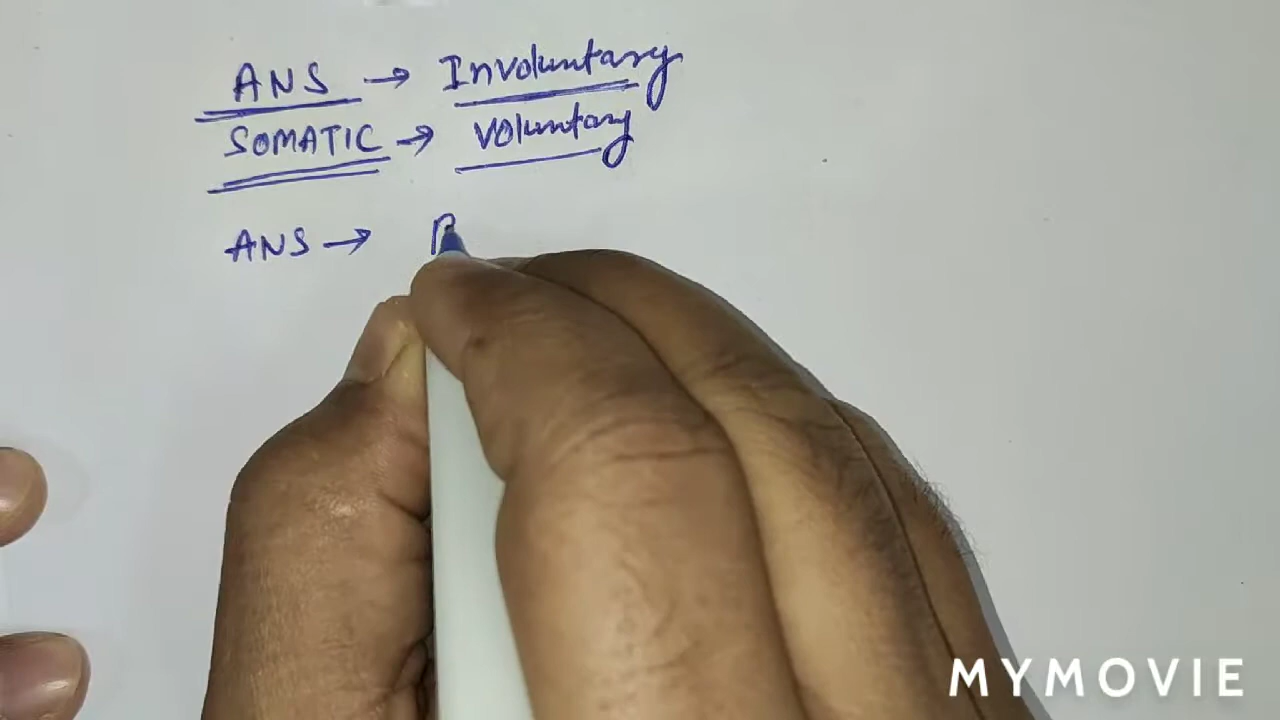 ANS → Involuntary
SOMATIC → Voluntary
ANS →
MYMOVIE